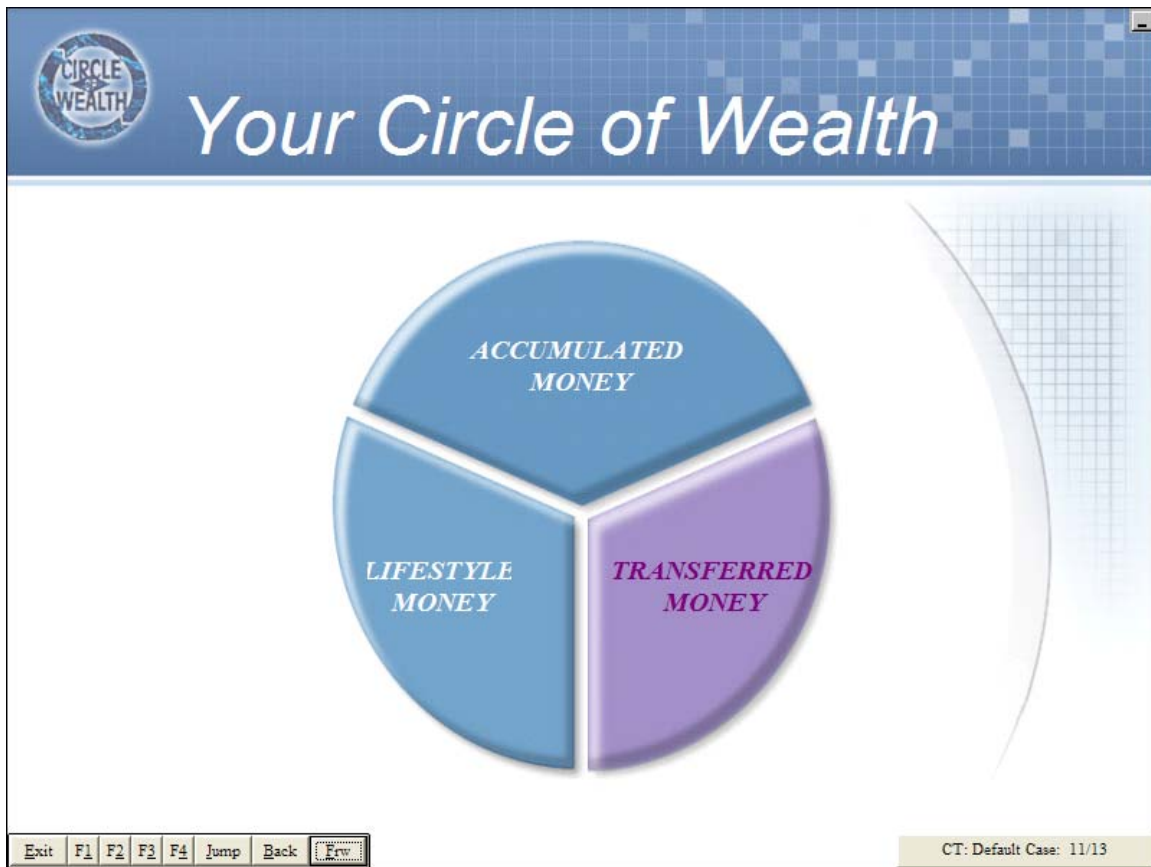 CIRCLE
OF
WEALTH
Your Circle of Wealth
ACCUMULATED
MONEY
LIFESTYLE
MONEY
TRANSFERRED
MONEY
Exit F1 F2 F3 F4 Jump Back Frw CT: Default Case: 11/13